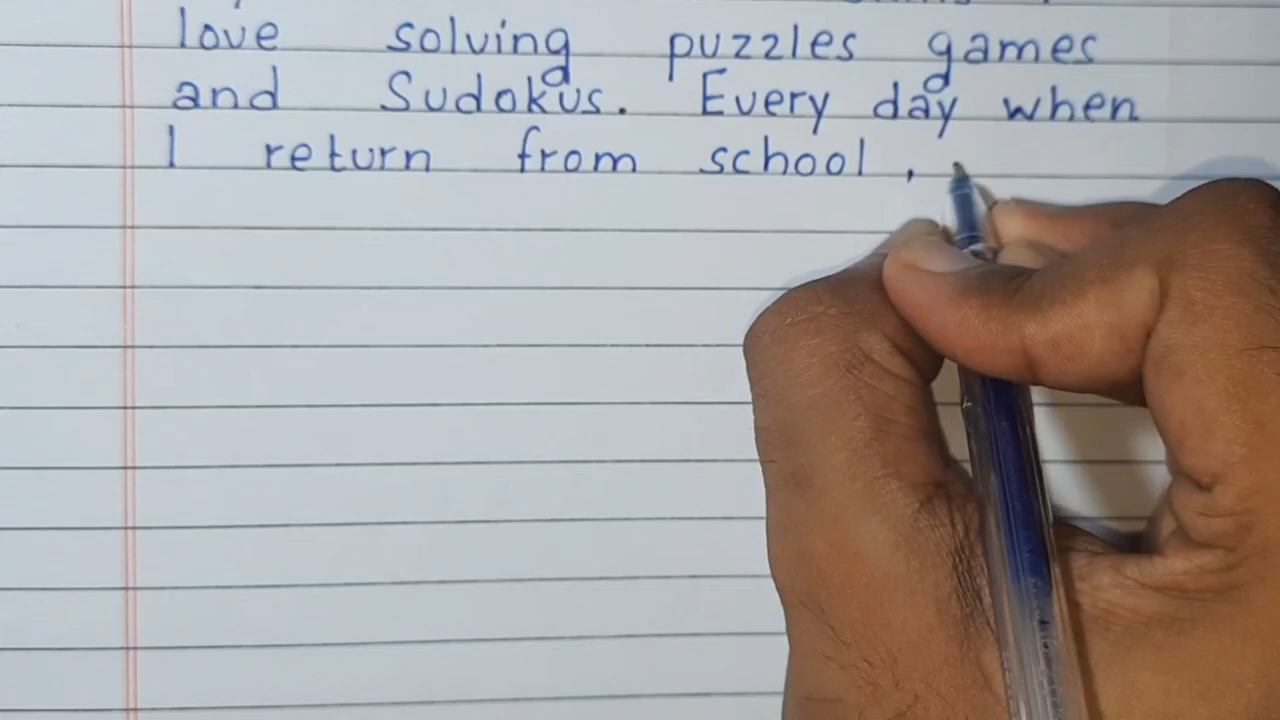 love solving puzzles games
and Sudokus. Every day when
I return from school,